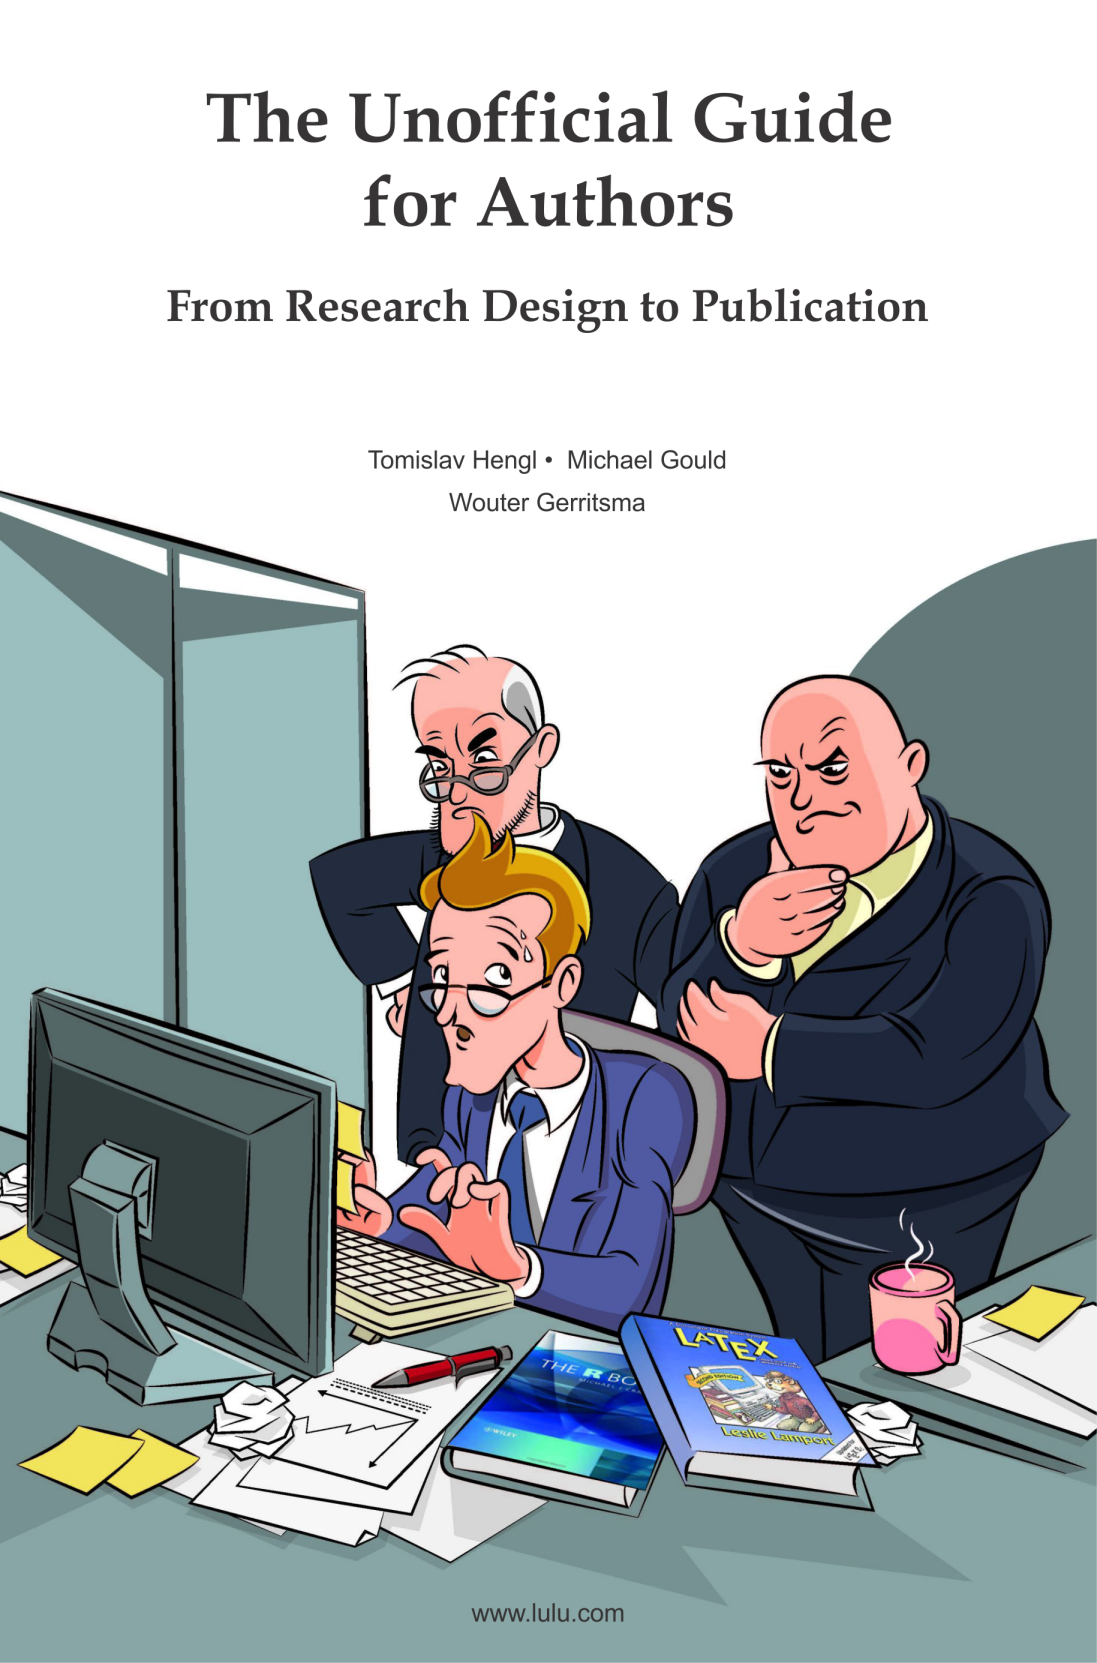 The Unofficial Guide
for Authors
From Research Design to Publication
Tomislav Hengl • Michael Gould
Wouter Gerritsma
LATEX
THE R BO
WILEY
Leslie Lamport
www.lulu.com